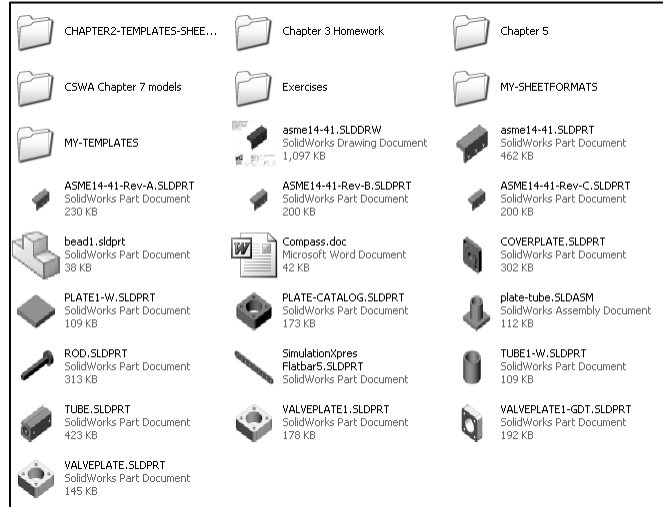 CHAPTER2-TEMPLATES-SHEE...
Chapter 3 Homework
Chapter 5
CSWA Chapter 7 models
Exercises
MY-SHEETFORMATS
MY-TEMPLATES
asme14-41.SLDDRW
SolidWorks Drawing Document
1,097 KB
asme14-41.SLDPRT
SolidWorks Part Document
462 KB
ASME14-41-Rev-A.SLDPRT
SolidWorks Part Document
230 KB
ASME14-41-Rev-B.SLDPRT
SolidWorks Part Document
200 KB
ASME14-41-Rev-C.SLDPRT
SolidWorks Part Document
200 KB
bead1.sldprt
SolidWorks Part Document
38 KB
Compass.doc
Microsoft Word Document
42 KB
COVERPLATE.SLDPRT
SolidWorks Part Document
302 KB
PLATE1-W.SLDPRT
SolidWorks Part Document
109 KB
PLATE-CATALOG.SLDPRT
SolidWorks Part Document
173 KB
plate-tube.SLDASM
SolidWorks Assembly Document
112 KB
ROD.SLDPRT
SolidWorks Part Document
313 KB
SimulationXpres
Flatbar5.SLDPRT
SolidWorks Part Document
TUBE1-W.SLDPRT
SolidWorks Part Document
109 KB
TUBE.SLDPRT
SolidWorks Part Document
423 KB
VALVEPLATE1.SLDPRT
SolidWorks Part Document
178 KB
VALVEPLATE1-GDT.SLDPRT
SolidWorks Part Document
192 KB
VALVEPLATE.SLDPRT
SolidWorks Part Document
145 KB